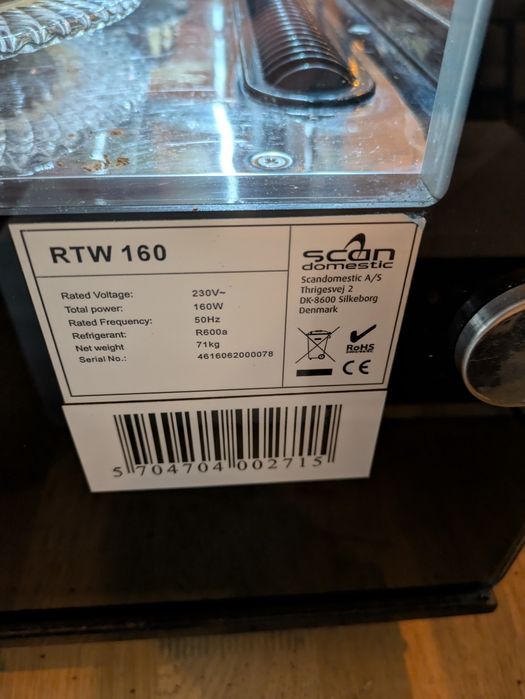 RTW 160
Rated Voltage: 230V~
Total power: 160W
Rated Frequency: 50Hz
Refrigerant: R600a
Net weight 71kg
Serial No.: 4616062000078
scan
domestic
Scandomestic A/S
Thrigesvej 2
DK-8600 Silkeborg
Denmark
RoHS
CE
5 704704 002715